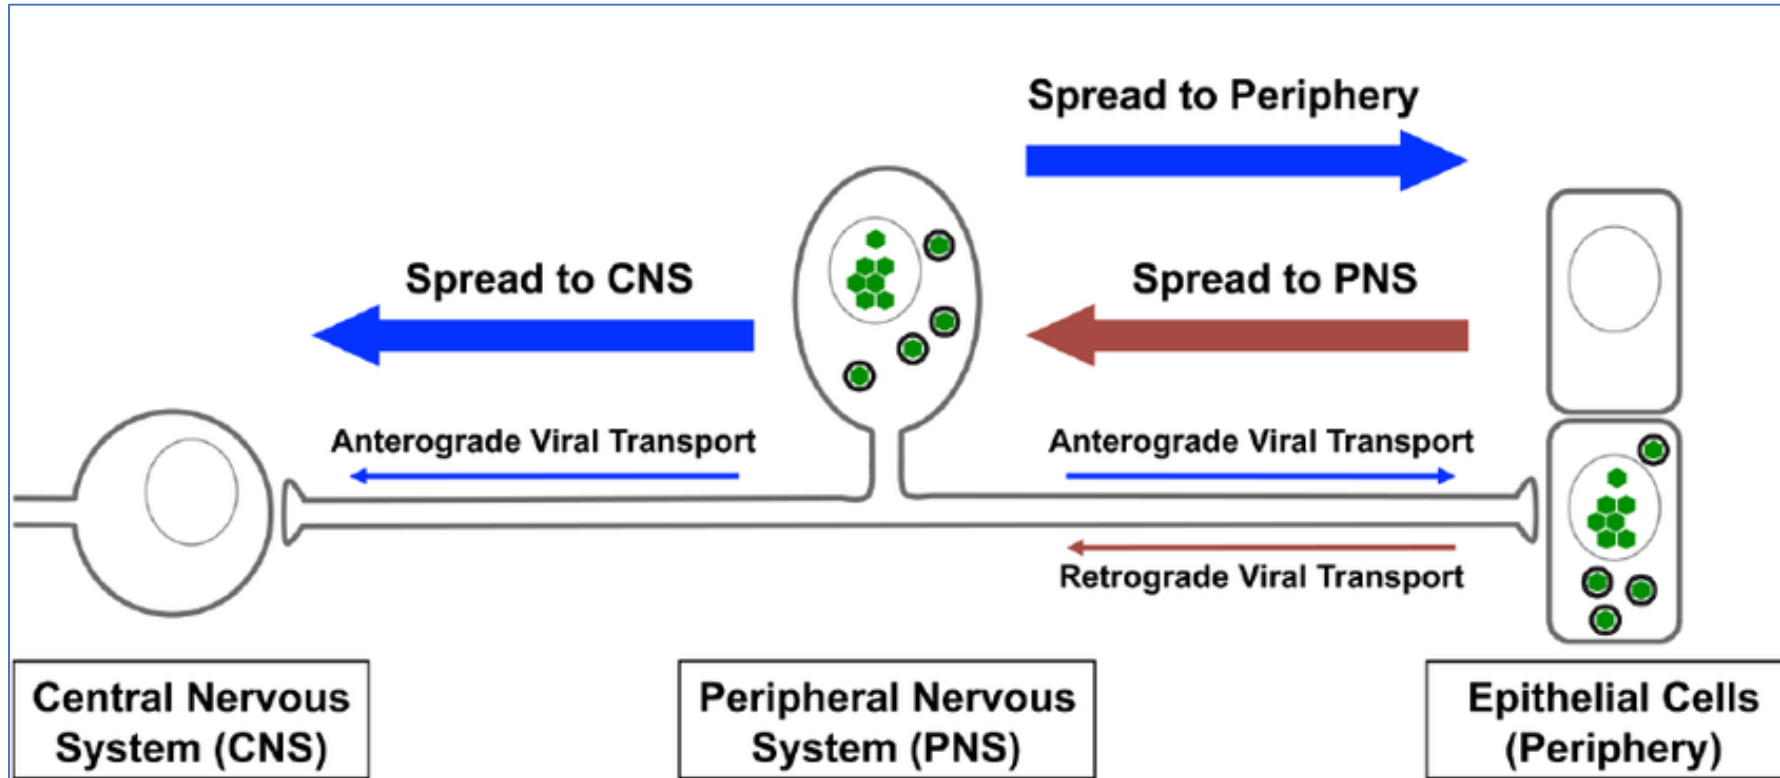 Spread to Periphery
Spread to CNS
Spread to PNS
Anterograde Viral Transport
Anterograde Viral Transport
Retrograde Viral Transport
Central Nervous
System (CNS)
Peripheral Nervous
System (PNS)
Epithelial Cells
(Periphery)